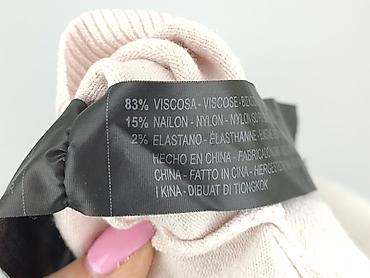 83% VISCOSA - VISCOSE -
15% NAILON - NYLON - NYLON
2% ELASTANO - ÉLASTHANNE -
HECHO EN CHINA - FABRICADO
CHINA - FATTO IN CINA -
I KINA - DIBUAT DI TIONGKOK